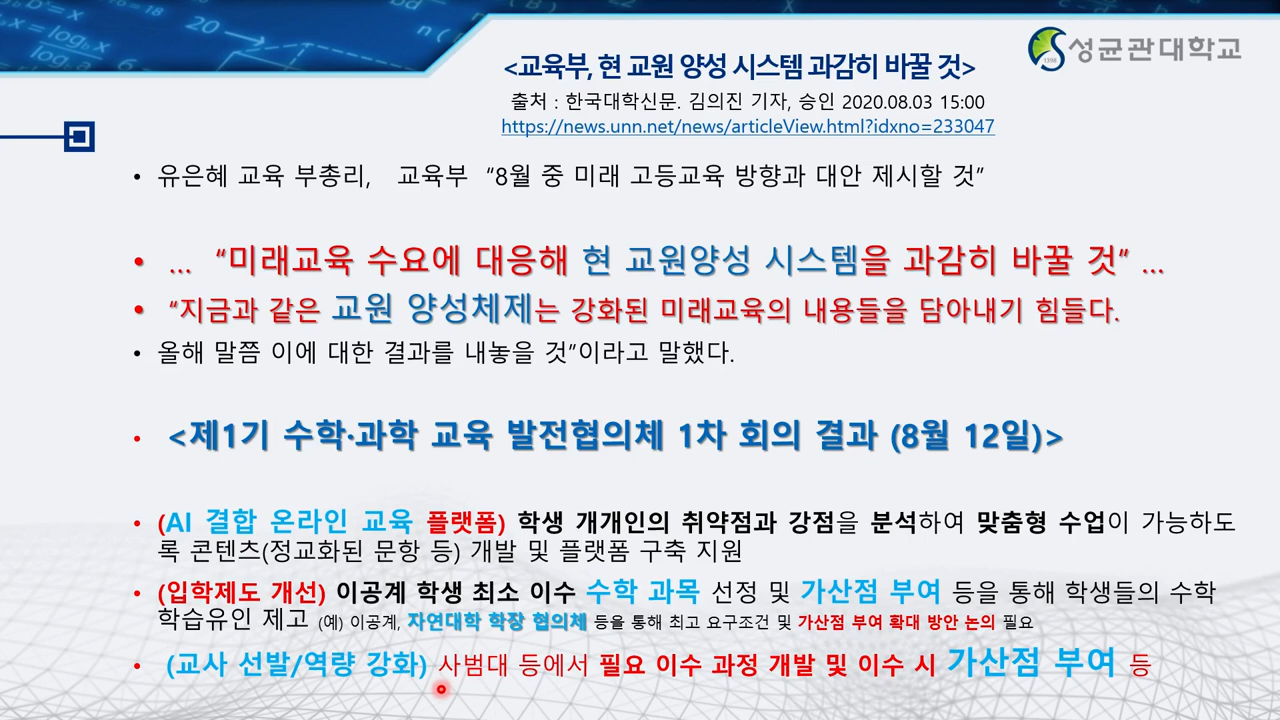 성균관대학교
1398
<교육부, 현 교원 양성 시스템 과감히 바꿀 것>
출처 : 한국대학신문. 김의진 기자, 승인 2020.08.03 15:00
https://news.unn.net/news/articleView.html?idxno=233047
• 유은혜 교육 부총리, 교육부 “8월 중 미래 고등교육 방향과 대안 제시할 것”
• … “미래교육 수요에 대응해 현 교원양성 시스템을 과감히 바꿀 것” …
• “지금과 같은 교원 양성체제는 강화된 미래교육의 내용들을 담아내기 힘들다.
• 올해 말쯤 이에 대한 결과를 내놓을 것”이라고 말했다.
• <제1기 수학·과학 교육 발전협의체 1차 회의 결과 (8월 12일)>
• (AI 결합 온라인 교육 플랫폼) 학생 개개인의 취약점과 강점을 분석하여 맞춤형 수업이 가능하도
록 콘텐츠(정교화된 문항 등) 개발 및 플랫폼 구축 지원
• (입학제도 개선) 이공계 학생 최소 이수 수학 과목 선정 및 가산점 부여 등을 통해 학생들의 수학
학습유인 제고 (예) 이공계, 자연대학 학장 협의체 등을 통해 최고 요구조건 및 가산점 부여 확대 방안 논의 필요
• (교사 선발/역량 강화) 사범대 등에서 필요 이수 과정 개발 및 이수 시 가산점 부여 등